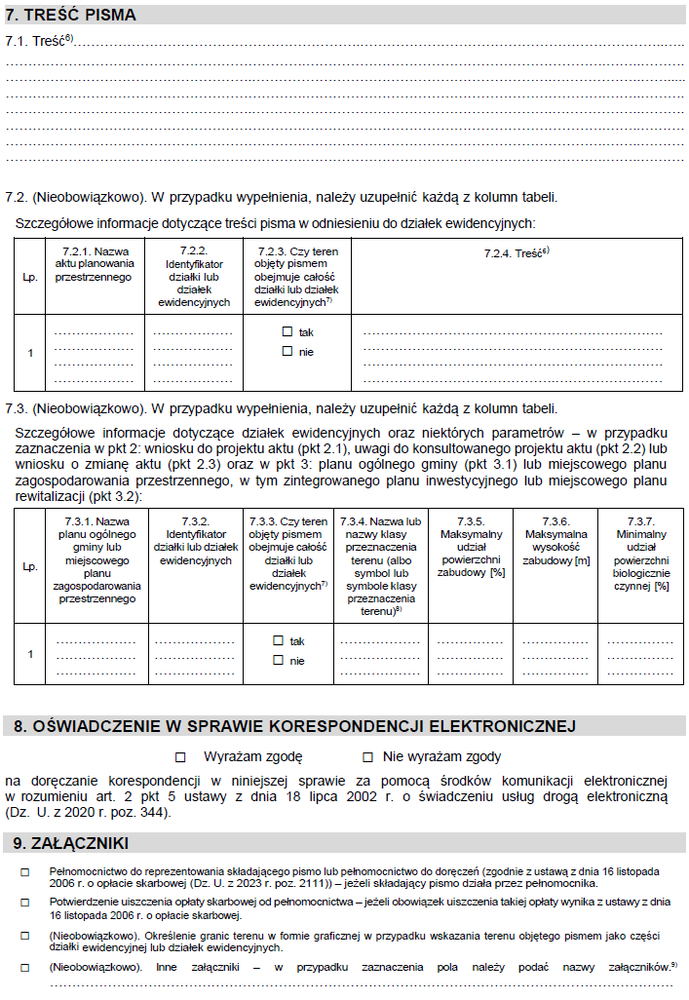 7. TREŚĆ PISMA
7.1. Treść6)……………………………………………………………………………………………………..…..
………………………………………………………………………………………………………………………
………………………………………………………………………………………………………………………
………………………………………………………………………………………………………………………
………………………………………………………………………………………………………………………
………………………………………………………………………………………………………………………
………………………………………………………………………………………………………………………
………………………………………………………………………………………………………………………
7.2. (Nieobowiązkowo). W przypadku wypełnienia, należy uzupełnić każdą z kolumn tabeli.
Szczegółowe informacje dotyczące treści pisma w odniesieniu do działek ewidencyjnych:
Lp.
7.2.1. Nazwa
aktu planowania
przestrzennego
7.2.2.
Identyfikator
działki lub
działek
ewidencyjnych
7.2.3. Czy teren
objęty pismem
obejmuje całość
działki lub działek
ewidencyjnych7)
7.2.4. Treść6)
1
………………
………………
………………
………………
………………
………………
………………
………………
☐ tak
☐ nie
……………………………………………………………
……………………………………………………………
……………………………………………………………
……………………………………………………………
7.3. (Nieobowiązkowo). W przypadku wypełnienia, należy uzupełnić każdą z kolumn tabeli.
Szczegółowe informacje dotyczące działek ewidencyjnych oraz niektórych parametrów – w przypadku
zaznaczenia w pkt 2: wniosku do projektu aktu (pkt 2.1), uwagi do konsultowanego projektu aktu (pkt 2.2) lub
wniosku o zmianę aktu (pkt 2.3) oraz w pkt 3: planu ogólnego gminy (pkt 3.1) lub miejscowego planu
zagospodarowania przestrzennego, w tym zintegrowanego planu inwestycyjnego lub miejscowego planu
rewitalizacji (pkt 3.2):
Lp.
7.3.1. Nazwa
planu ogólnego
gminy lub
miejscowego
planu
zagospodarowania
przestrzennego
7.3.2.
Identyfikator
działki lub działek
ewidencyjnych
7.3.3. Czy teren
objęty pismem
obejmuje całość
działki lub
działek
ewidencyjnych7)
7.3.4. Nazwa lub
nazwy klasy
przeznaczenia
terenu (albo
symbol lub
symbole klasy
przeznaczenia
terenu)8)
7.3.5.
Maksymalny
udział
powierzchni
zabudowy [%]
7.3.6.
Maksymalna
wysokość
zabudowy [m]
7.3.7.
Minimalny
udział
powierzchni
biologicznie
czynnej [%]
1
………………
………………
………………
………………
………………
………………
☐ tak
☐ nie
………………
………………
………………
……………
……………
……………
……………
……………
……………
……………
……………
……………
8. OŚWIADCZENIE W SPRAWIE KORESPONDENCJI ELEKTRONICZNEJ
☐ Wyrażam zgodę ☐ Nie wyrażam zgody
na doręczanie korespondencji w niniejszej sprawie za pomocą środków komunikacji elektronicznej
w rozumieniu art. 2 pkt 5 ustawy z dnia 18 lipca 2002 r. o świadczeniu usług drogą elektroniczną
(Dz. U. z 2020 r. poz. 344).
9. ZAŁĄCZNIKI
☐ Pełnomocnictwo do reprezentowania składającego pismo lub pełnomocnictwo do doręczeń (zgodnie z ustawą z dnia 16 listopada
2006 r. o opłacie skarbowej (Dz. U. z 2023 r. poz. 2111)) – jeżeli składający pismo działa przez pełnomocnika.
☐ Potwierdzenie uiszczenia opłaty skarbowej od pełnomocnictwa – jeżeli obowiązek uiszczenia takiej opłaty wynika z ustawy z dnia
16 listopada 2006 r. o opłacie skarbowej.
☐ (Nieobowiązkowo). Określenie granic terenu w formie graficznej w przypadku wskazania terenu objętego pismem jako części
działki ewidencyjnej lub działek ewidencyjnych.
☐ (Nieobowiązkowo). Inne załączniki – w przypadku zaznaczenia pola należy podać nazwy załączników.9)
………………………………………………………………………………………………………………………